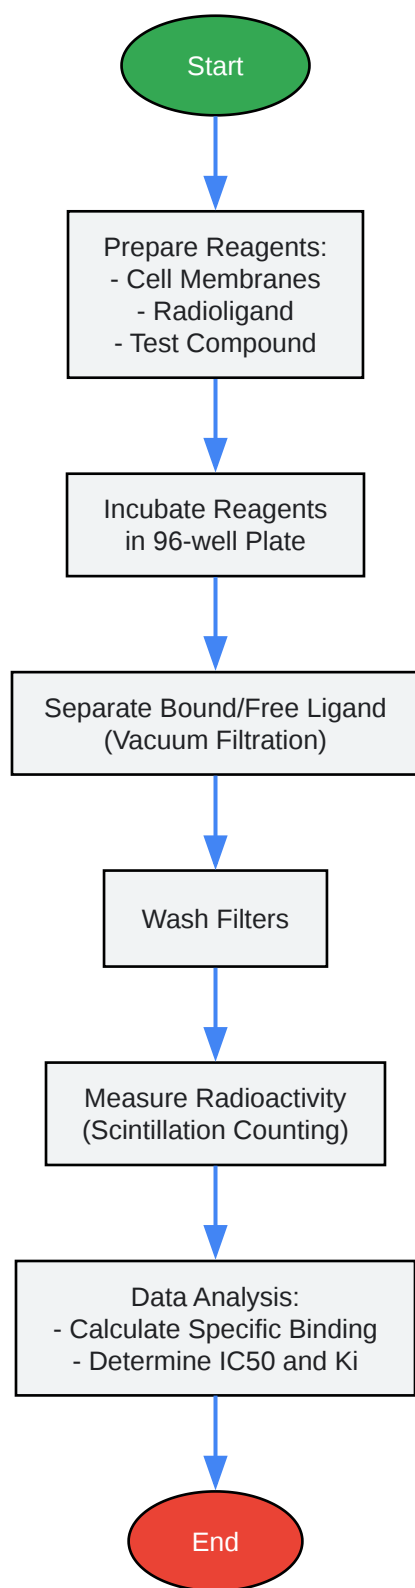 Start
Prepare Reagents:
- Cell Membranes
- Radioligand
- Test Compound
Incubate Reagents
in 96-well Plate
Separate Bound/Free Ligand
(Vacuum Filtration)
Wash Filters
Measure Radioactivity
(Scintillation Counting)
Data Analysis:
- Calculate Specific Binding
- Determine IC50 and Ki
End